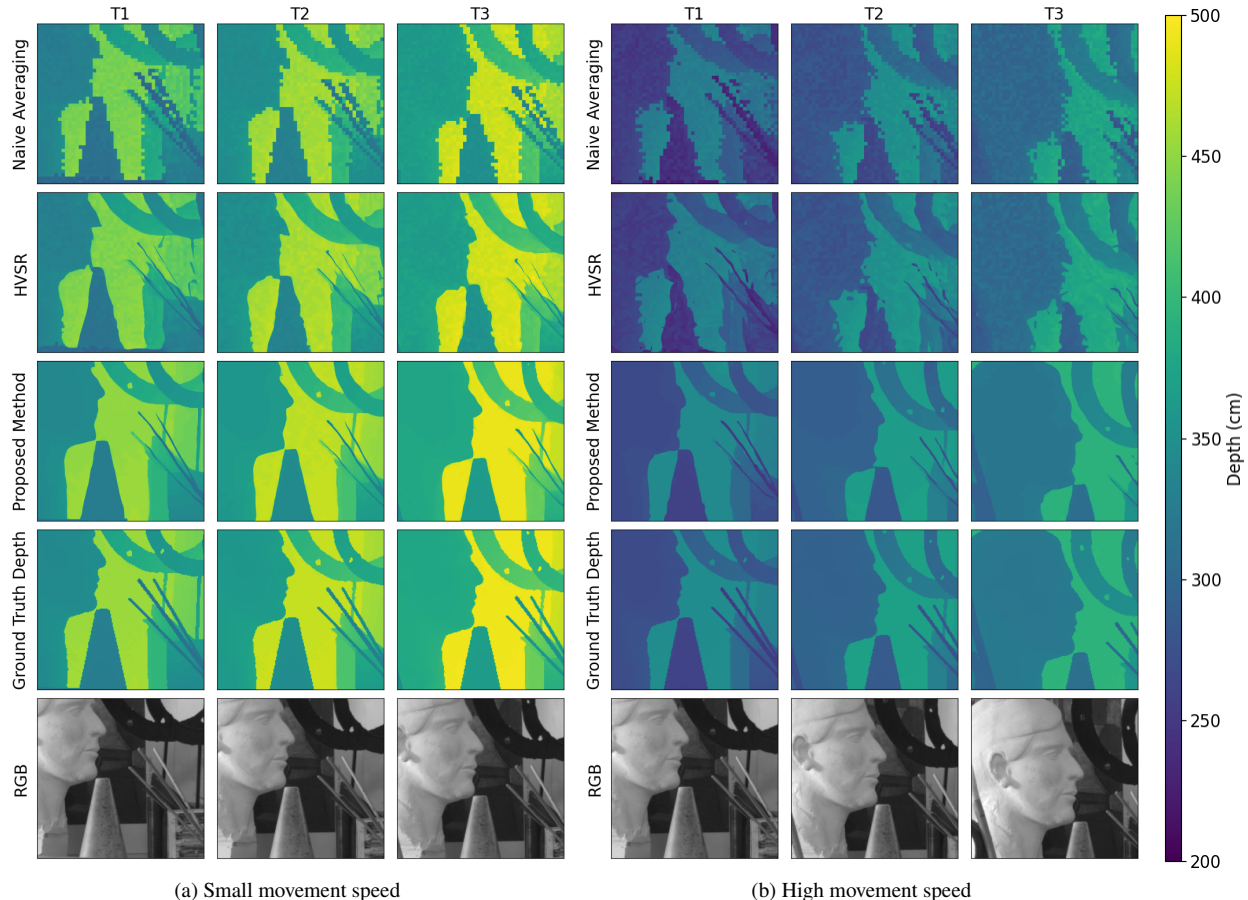 T1 T2 T3 T1 T2 T3
Naive Averaging
HVSR
Proposed Method
Ground Truth Depth
RGB
Naive Averaging
HVSR
Proposed Method
Ground Truth Depth
RGB
500
450
400
350
300
250
200
Depth (cm)
(a) Small movement speed
(b) High movement speed